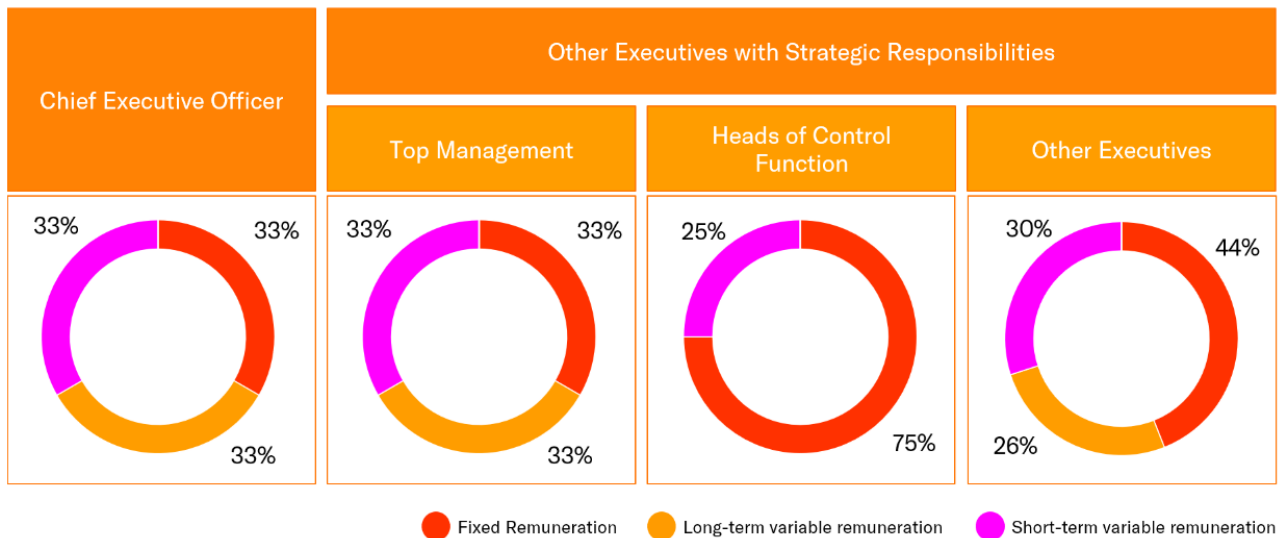 Chief Executive Officer
Other Executives with Strategic Responsibilities
Top Management
Heads of Control
Function
Other Executives
33%
33%
33%
33%
33%
33%
25%
75%
30%
44%
26%
Fixed Remuneration
Long-term variable remuneration
Short-term variable remuneration